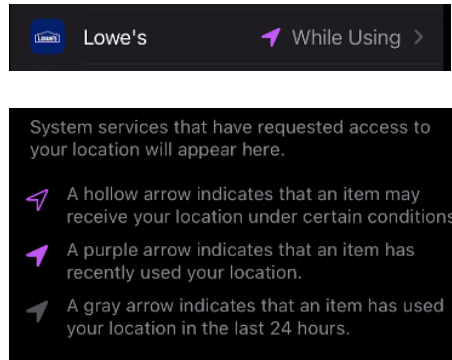 Lowe's
Lowe's While Using
System services that have requested access to
your location will appear here.
A hollow arrow indicates that an item may
receive your location under certain conditions
A purple arrow indicates that an item has
recently used your location.
A gray arrow indicates that an item has used
your location in the last 24 hours.